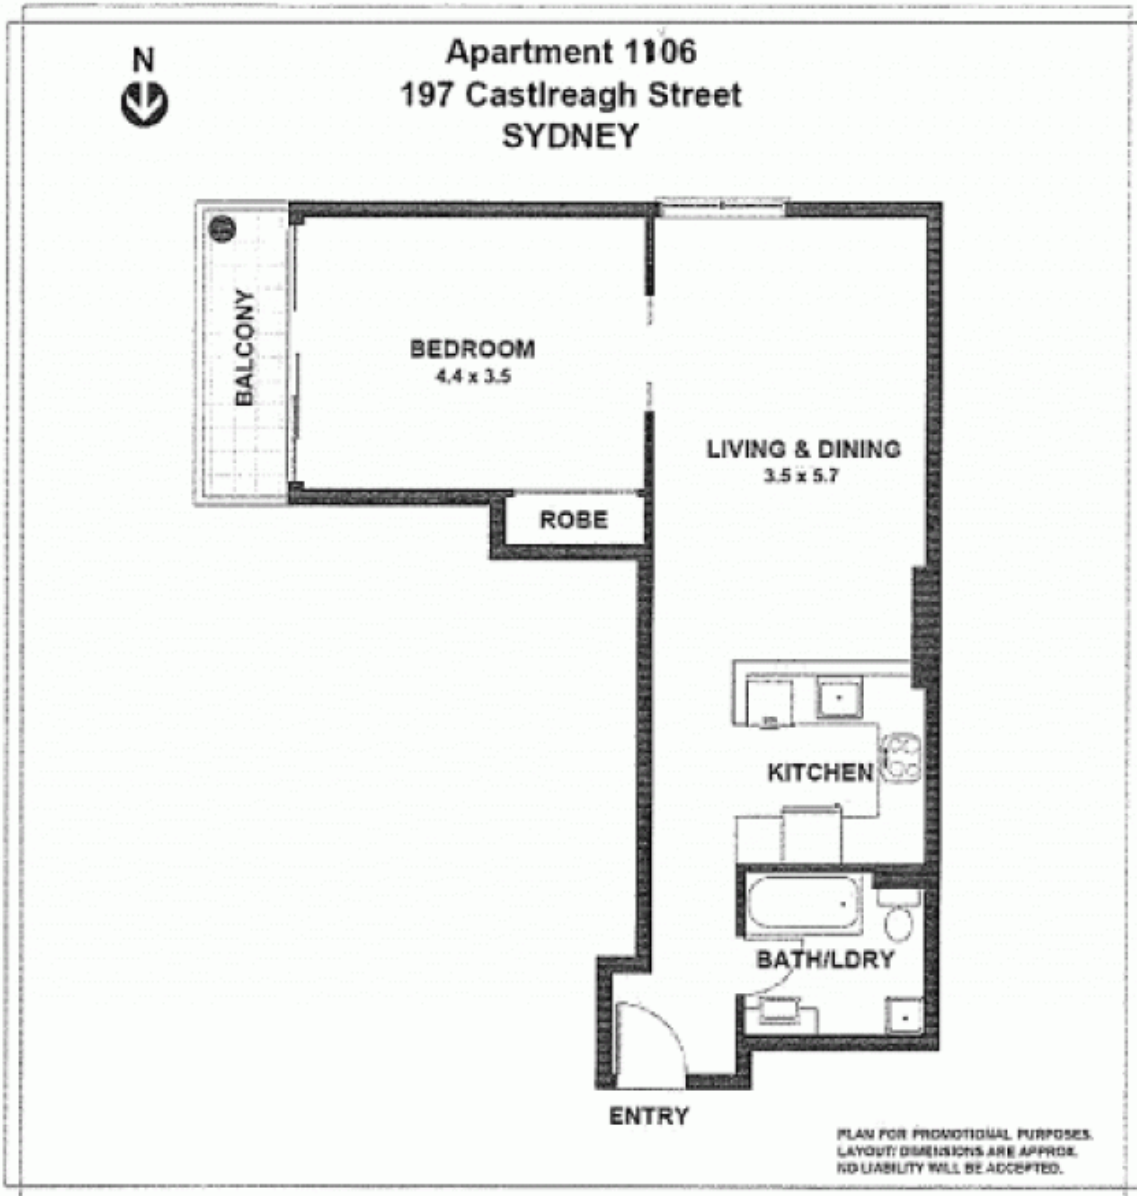 N
Apartment 1106
197 Castlreagh Street
SYDNEY
BALCONY
BEDROOM
4.4 x 3.5
LIVING & DINING
3.5 x 5.7
ROBE
KITCHEN
BATH/LDRY
ENTRY
PLAN FOR PROMOTIONAL PURPOSES.
LAYOUT/ DIMENSIONS ARE APPROX.
NO LIABILITY WILL BE ACCEPTED.